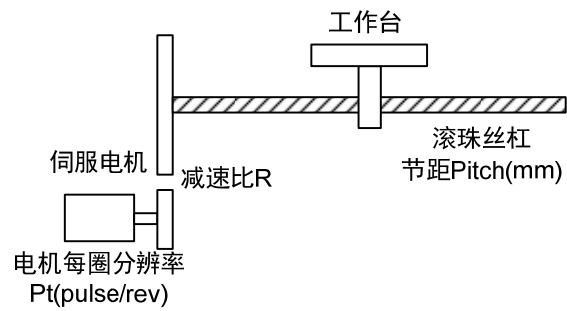 工作台
滚珠丝杠
节距Pitch(mm)
伺服电机
减速比R
电机每圈分辨率
Pt(pulse/rev)